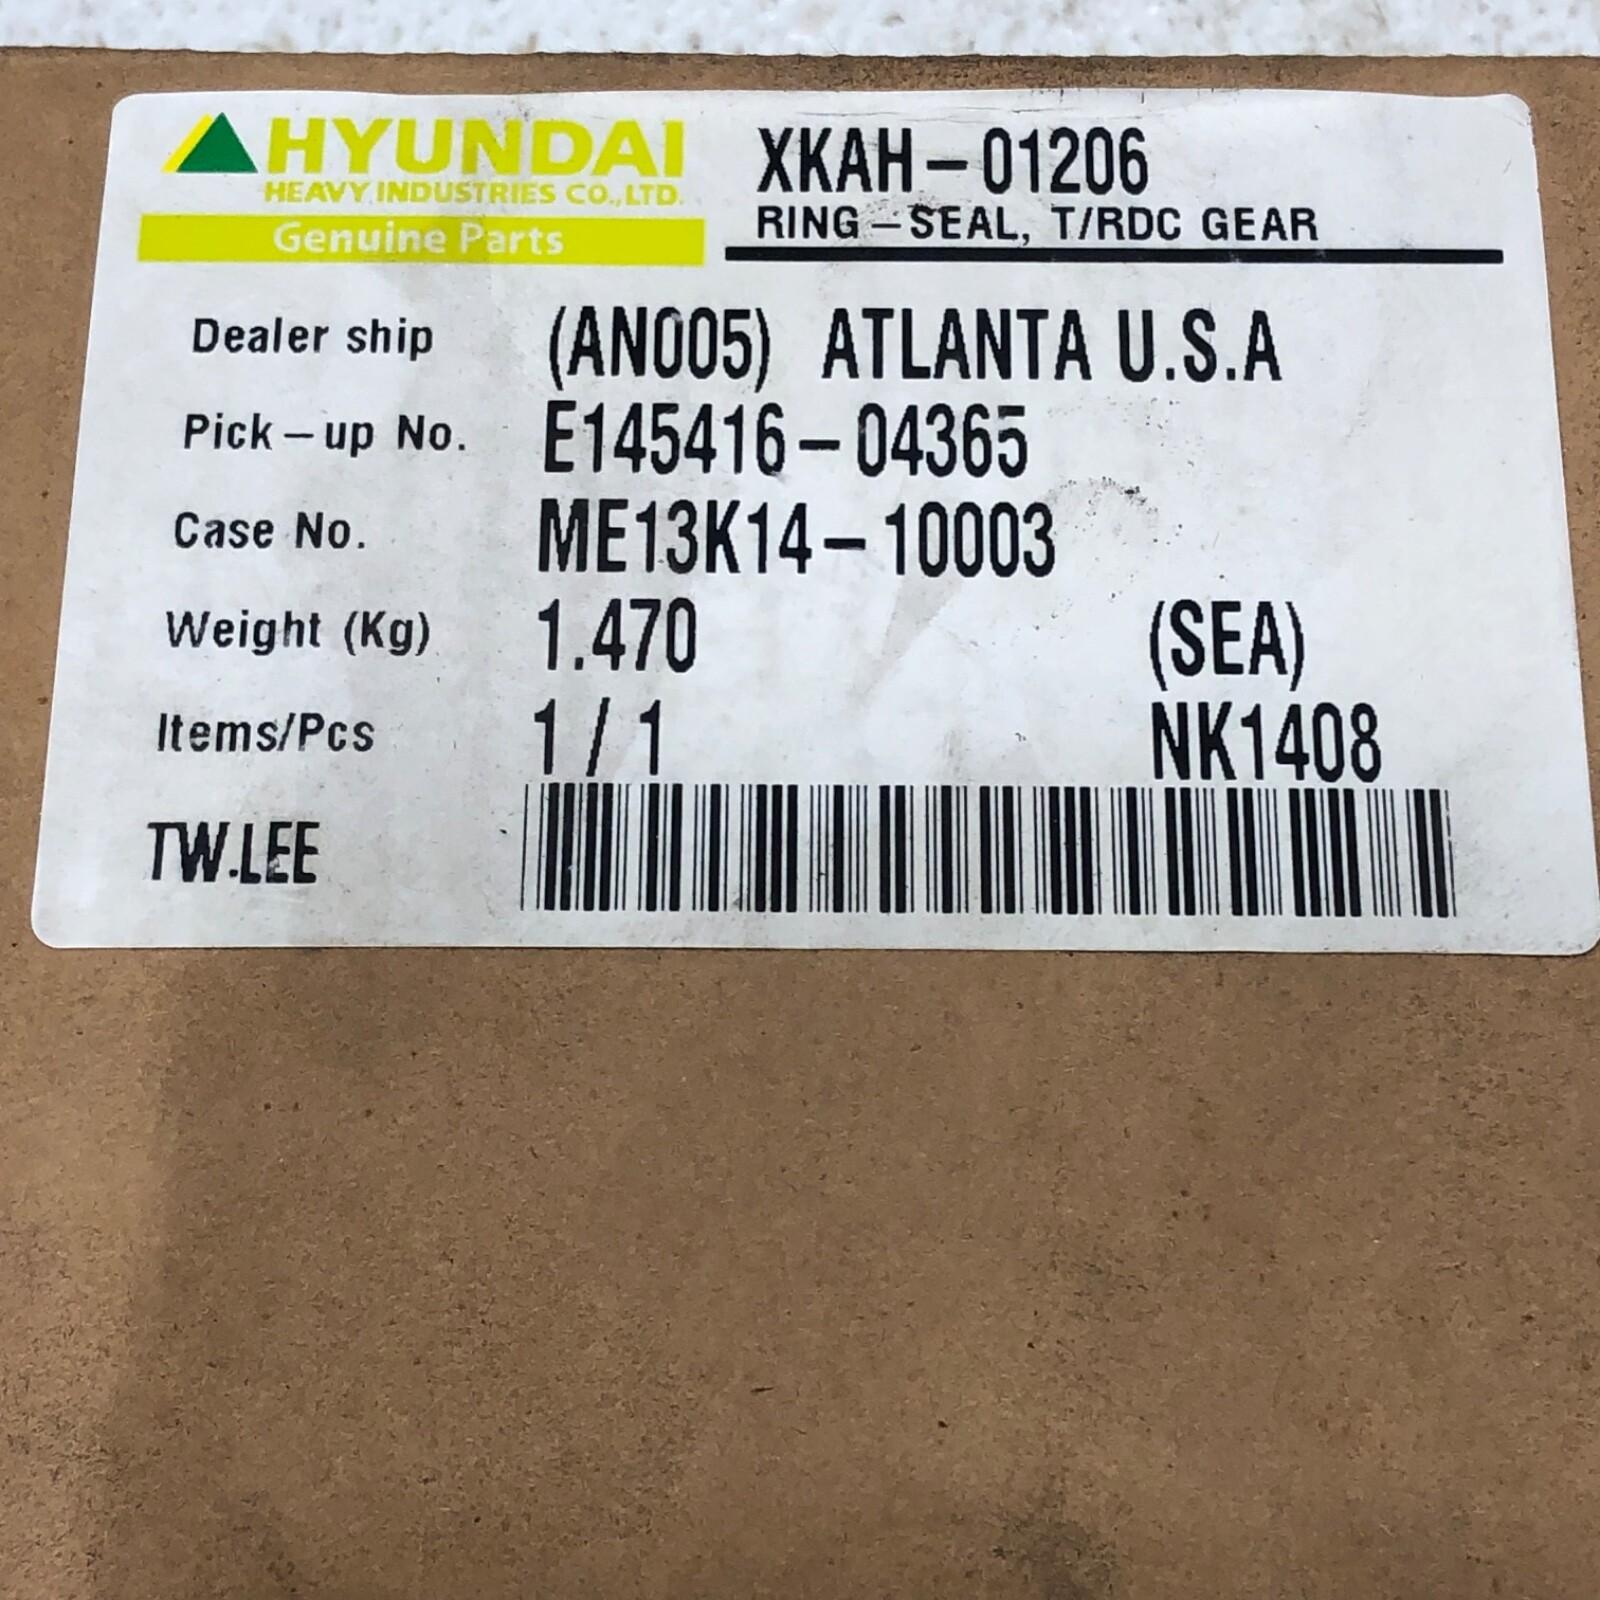 HYUNDAI
HEAVY INDUSTRIES CO.,LTD.
Genuine Parts
XKAH-01206
RING-SEAL, T/RDC GEAR
Dealer ship (AN005) ATLANTA U.S.A
Pick-up No. E145416-04365
Case No. ME13K14-10003
Weight (Kg) 1.470 (SEA)
Items/Pcs 1 / 1 NK1408
TW.LEE